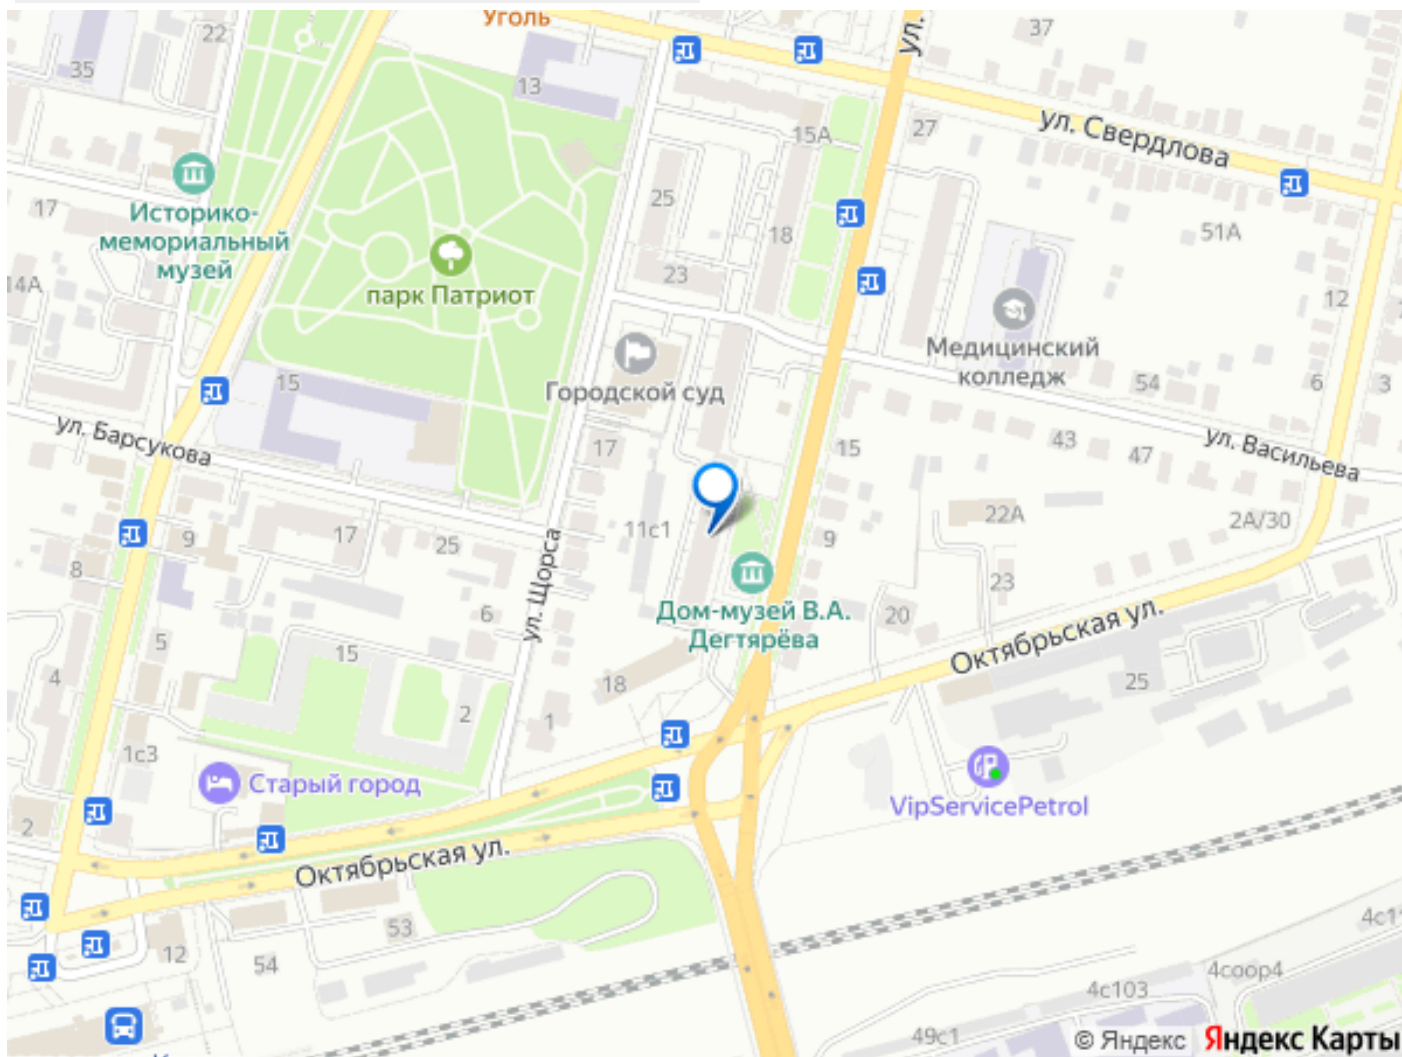 Уголь
ул.
22
37
35
13
ул. Свердлова
15А
27
25
17
Историко-
мемориальный
музей
18
51А
23
14А
парк Патриот
12
Медицинский
колледж
Городской суд
15
54
6
3
ул. Барсукова
17
15
43
47
ул. Васильева
11с1
22А
2А/30
17
25
9
9
8
ул. Щорса
23
6
Дом-музей В.А.
Дегтярёва
20
Октябрьская ул.
5
15
4
18
25
2
1
1с3
Старый город
VipServicePetrol
2
Октябрьская ул.
53
12
54
4соор4
4с103
49с1
© Яндекс
Яндекс Карты